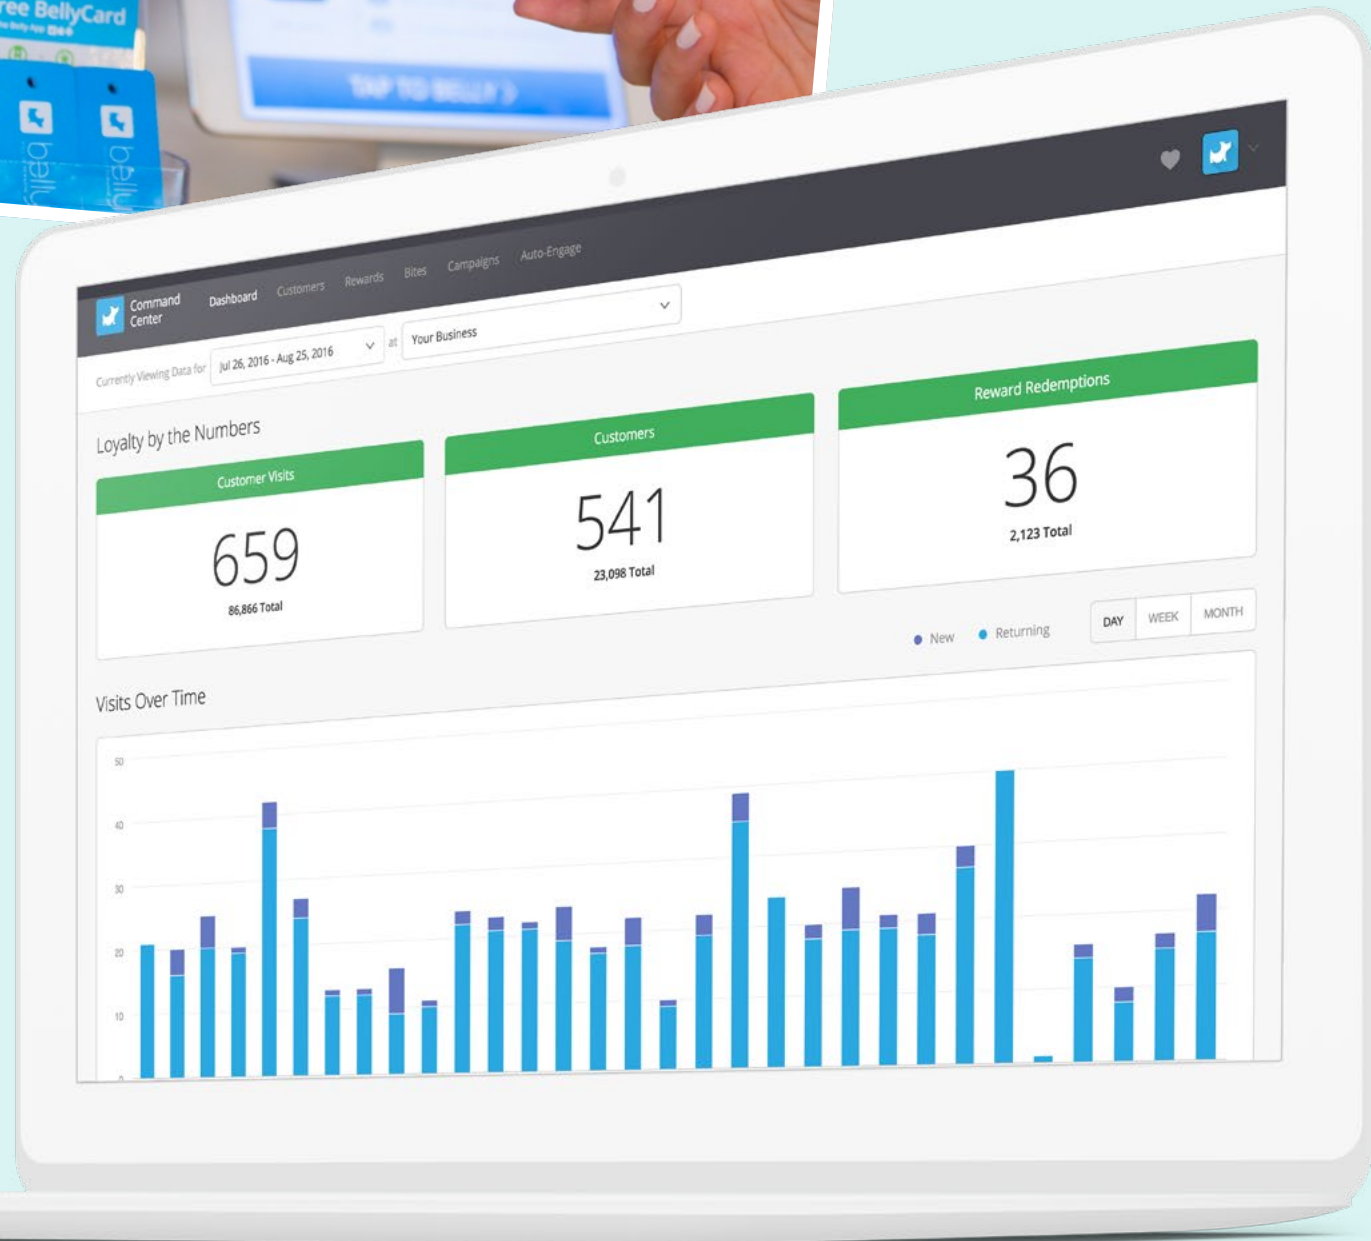 ree BellyCard
he Belly App
TAP TO BELLY >
belly
belly
Command
Center
Dashboard
Customers
Rewards
Bites
Campaigns
Auto-Engage
Currently Viewing Data for
Jul 26, 2016 - Aug 25, 2016
at
Your Business
Loyalty by the Numbers
Customer Visits
659
86,866 Total
Customers
541
23,098 Total
Reward Redemptions
36
2,123 Total
New
Returning
DAY
WEEK
MONTH
Visits Over Time
50
40
30
20
10
0